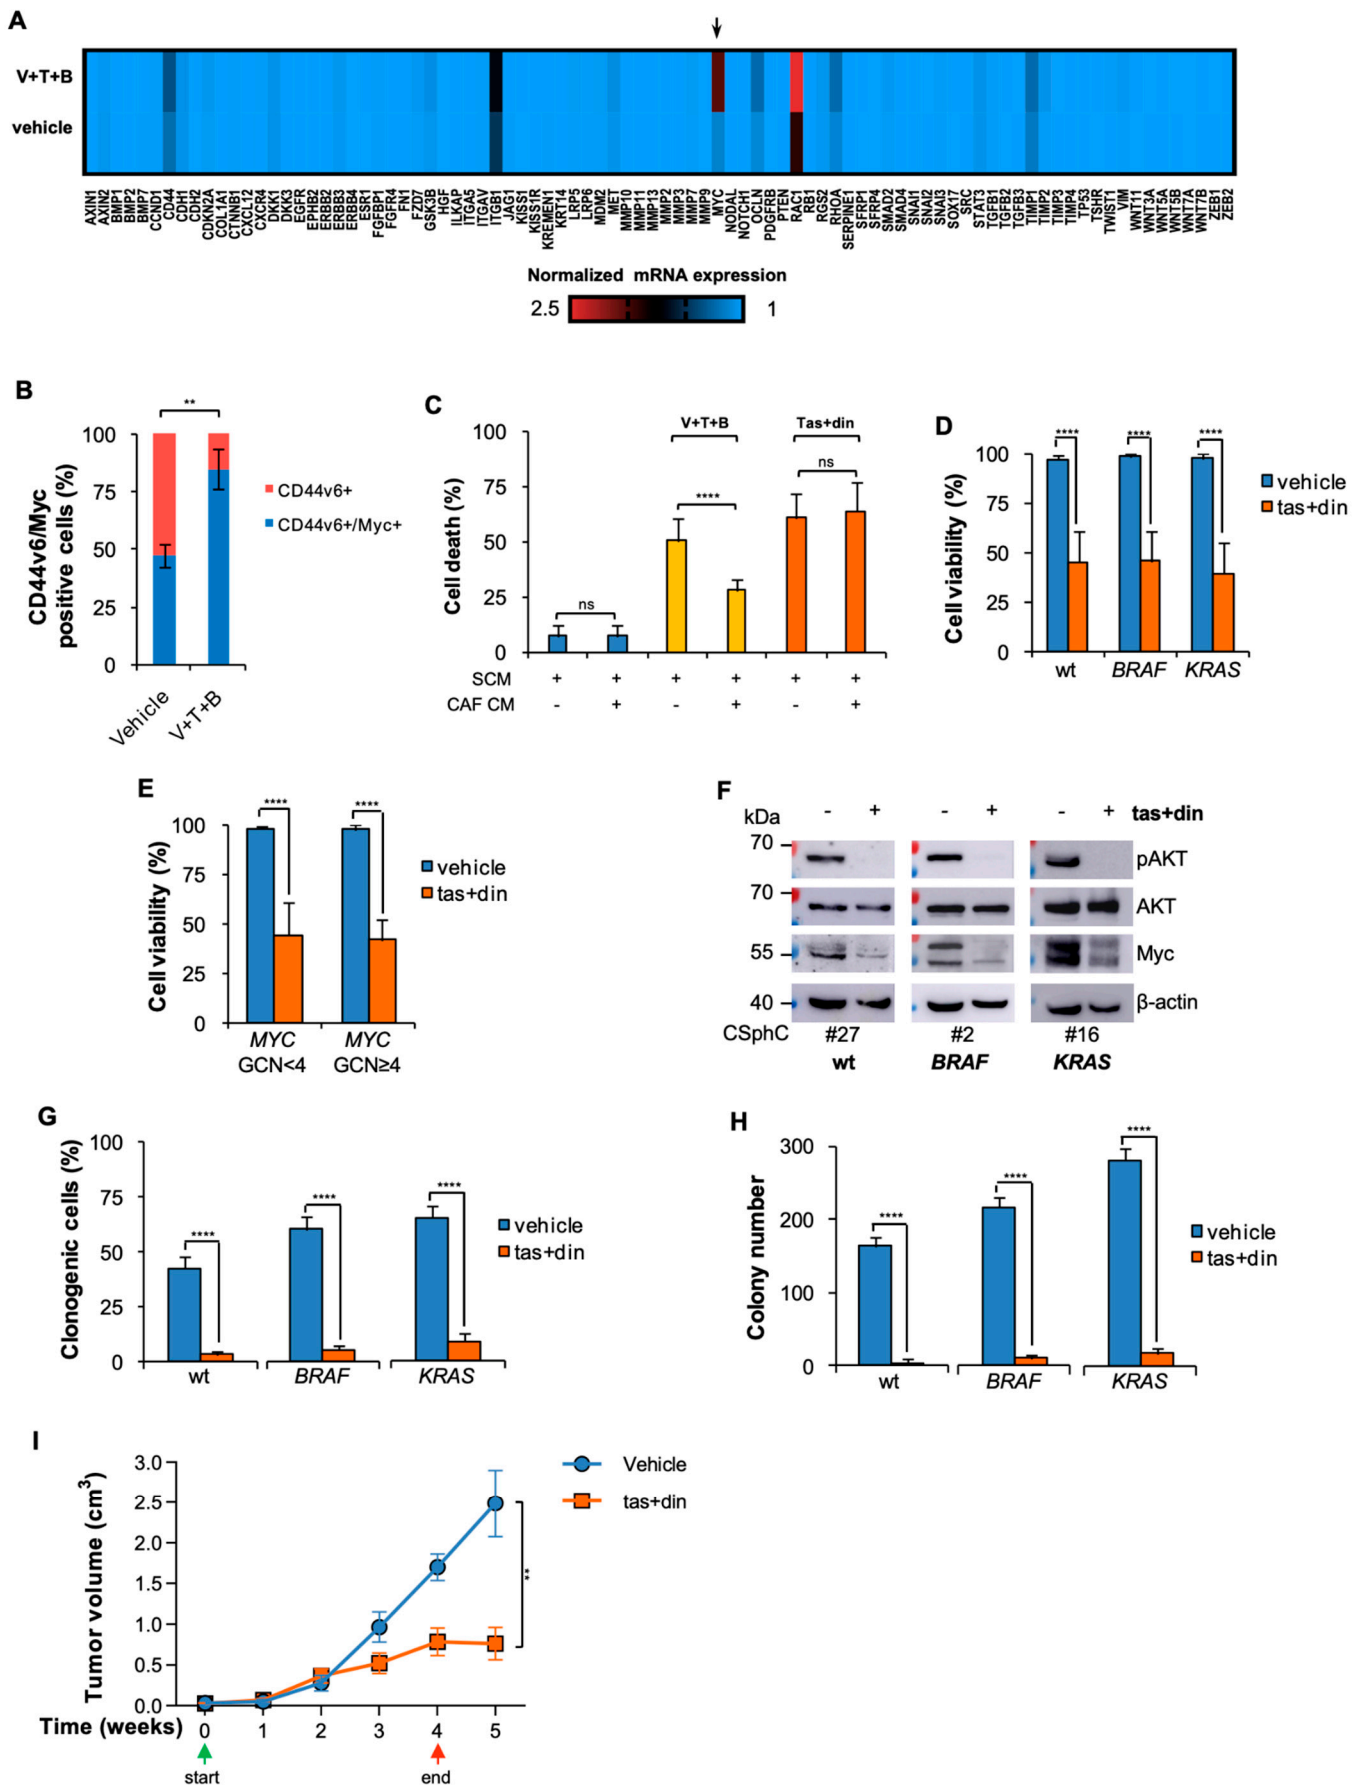 A
V+T+B
vehicle
AXIN1 AXIN2 BMP1 BMP2 BMP7 CCND1 CD44 CDH1 CDH2 CDKN2A COL1A1 CTNNB1 CXCL12 CXCR4 DKK1 DKK3 EGFR EPHB2 ERBB2 ERBB3 ERBB4 ESR1 FGFBP1 FGFR4 FN1 FZD7 GSK3B HGF ILKAP ITGA5 ITGAV ITGB1 JAG1 KISS1 KISS1R KREMEN1 KRT14 LRP5 LRP6 MDM2 MET MMP10 MMP11 MMP13 MMP2 MMP3 MMP7 MMP9 MYC NODAL NOTCH1 OCLN PDGFRB PTEN RAC1 RB1 RGS2 RHOA SERPINE1 SFRP1 SFRP4 SMAD2 SMAD4 SNAI1 SNAI2 SNAI3 SOX17 SRC STAT3 TGFB1 TGFB2 TGFB3 TIMP1 TIMP2 TIMP3 TIMP4 TP53 TSHR TWIST1 VIM WNT11 WNT3A WNT5A WNT5B WNT7A WNT7B ZEB1 ZEB2
Normalized mRNA expression
2.5 1
B
**
CD44v6/Myc
positive cells (%)
100
75
50
25
0
Vehicle V+T+B
CD44v6+
CD44v6+/Myc+
C
Cell death (%)
100
75
50
25
0
V+T+B Tas+din
ns **** ns
SCM + + + + + +
CAF CM - + - + - +
D
Cell viability (%)
100
75
50
25
0
**** **** ****
wt BRAF KRAS
vehicle
tas+din
E
Cell viability (%)
100
75
50
25
0
**** ****
MYC MYC
GCN<4 GCN≥4
vehicle
tas+din
F
kDa - + - + - + tas+din
70 pAKT
70 AKT
55 Myc
40 β-actin
CSphC #27 #2 #16
wt BRAF KRAS
G
Clonogenic cells (%)
100
75
50
25
0
**** **** ****
wt BRAF KRAS
vehicle
tas+din
H
Colony number
300
200
100
0
**** **** ****
wt BRAF KRAS
vehicle
tas+din
I
Tumor volume (cm3)
3.0
2.5
2.0
1.5
1.0
0.5
0.0
Vehicle
tas+din
**
Time (weeks) 0 1 2 3 4 5
start end